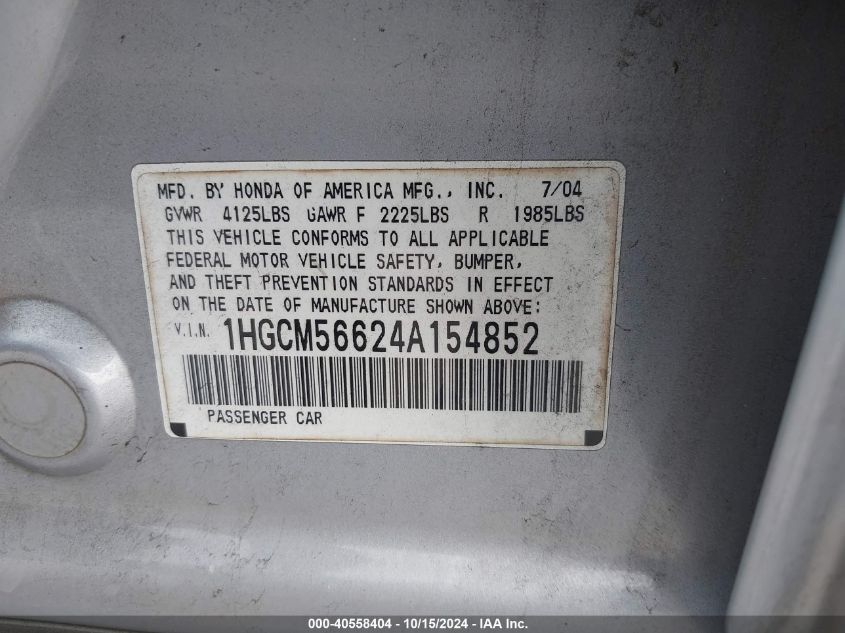 MFD. BY HONDA OF AMERICA MFG., INC. 7/04
GVWR 4125LBS GAWR F 2225LBS R 1985LBS
THIS VEHICLE CONFORMS TO ALL APPLICABLE
FEDERAL MOTOR VEHICLE SAFETY, BUMPER,
AND THEFT PREVENTION STANDARDS IN EFFECT
ON THE DATE OF MANUFACTURE SHOWN ABOVE:
V.I.N. 1HGCM56624A154852
PASSENGER CAR
000-40558404 - 10/15/2024 - IAA Inc.